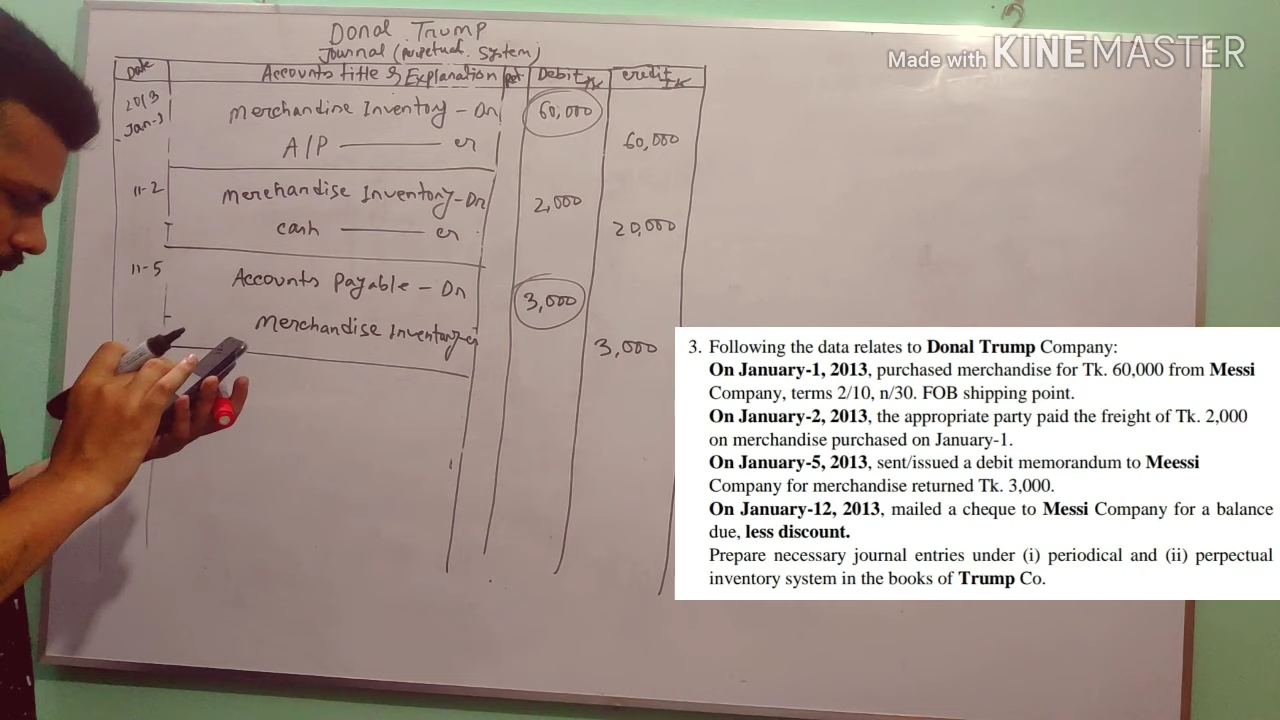 Made with KINEMASTER
Donal Trump
Journal (perpetual System)
Date Accounts title & Explanation Ref. Debit Tk Credit Tk
2013
Jan-1 Merchandise Inventory - Dr 60,000
A/P — cr 60,000
11-2 Merchandise Inventory - Dr 2,000
cash — cr 20,000
11-5 Accounts Payable - Dr 3,000
Merchandise Inventory - cr 3,000
3. Following the data relates to Donal Trump Company:
On January-1, 2013, purchased merchandise for Tk. 60,000 from Messi
Company, terms 2/10, n/30. FOB shipping point.
On January-2, 2013, the appropriate party paid the freight of Tk. 2,000
on merchandise purchased on January-1.
On January-5, 2013, sent/issued a debit memorandum to Meessi
Company for merchandise returned Tk. 3,000.
On January-12, 2013, mailed a cheque to Messi Company for a balance
due, less discount.
Prepare necessary journal entries under (i) periodical and (ii) perpectual
inventory system in the books of Trump Co.